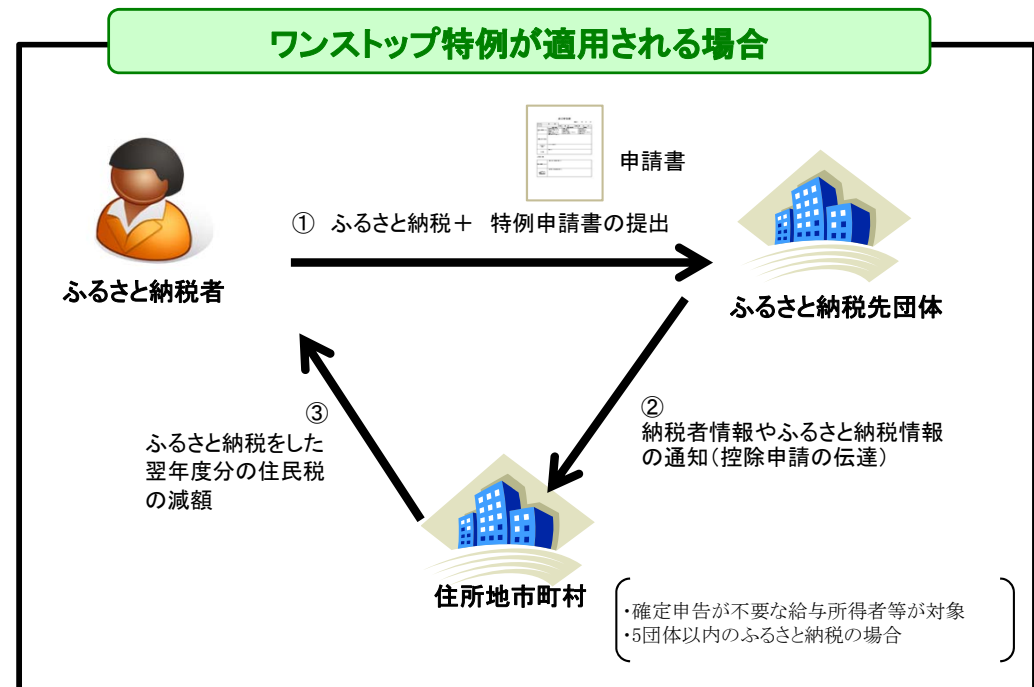 ワンストップ特例が適用される場合
申請書
① ふるさと納税+ 特例申請書の提出
ふるさと納税者
ふるさと納税先団体
②
納税者情報やふるさと納税情報
の通知(控除申請の伝達)
③
ふるさと納税をした
翌年度分の住民税
の減額
住所地市町村
・確定申告が不要な給与所得者等が対象
・5団体以内のふるさと納税の場合